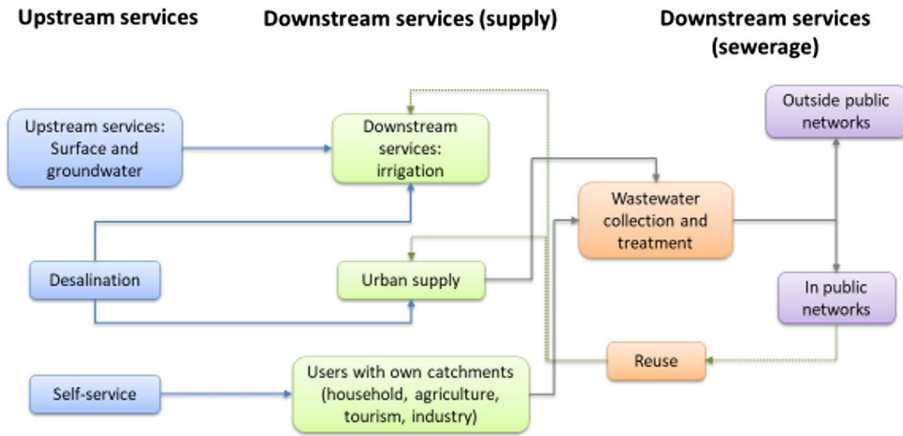 Upstream services
Downstream services (supply)
Downstream services
(sewerage)
Upstream services:
Surface and
groundwater
Downstream
services:
irrigation
Outside public
networks
Wastewater
collection and
treatment
Desalination
Urban supply
In public
networks
Reuse
Self-service
Users with own catchments
(household, agriculture,
tourism, industry)